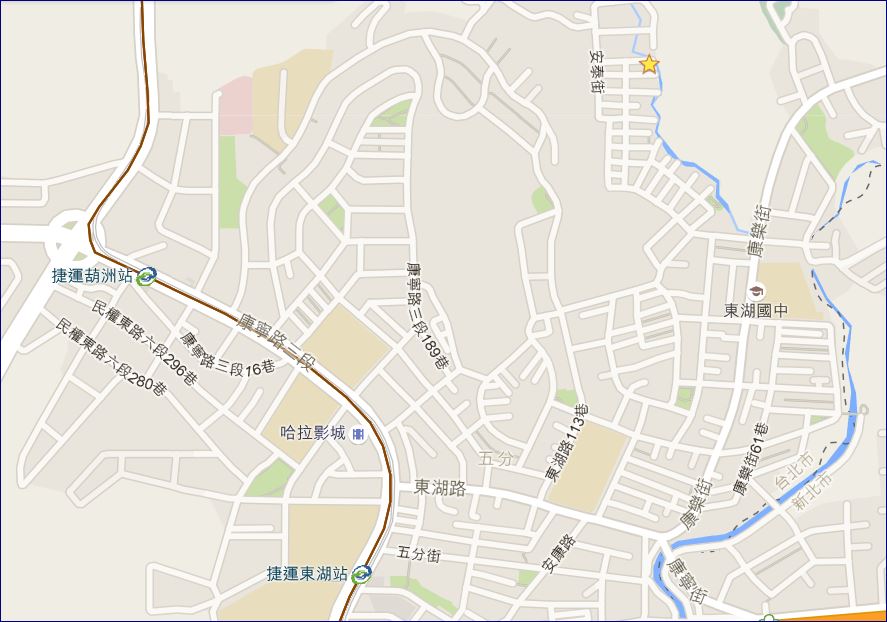 安泰街
康樂街
捷運葫洲站
康寧路三段189巷
民權東路六段296巷
東湖國中
康寧路三段
民權東路六段280巷
康寧路三段16巷
哈拉影城
東湖路113巷
康樂街61巷
五分
台北市
東湖路
康樂街
新北市
五分街
安康路
捷運東湖站
康寧街